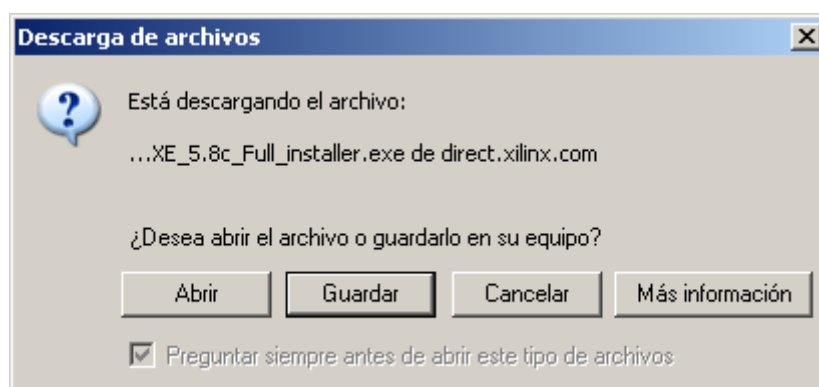 Descarga de archivos
Está descargando el archivo:
...XE_5.8c_Full_installer.exe de direct.xilinx.com
¿Desea abrir el archivo o guardarlo en su equipo?
Abrir Guardar Cancelar Más información
Preguntar siempre antes de abrir este tipo de archivos